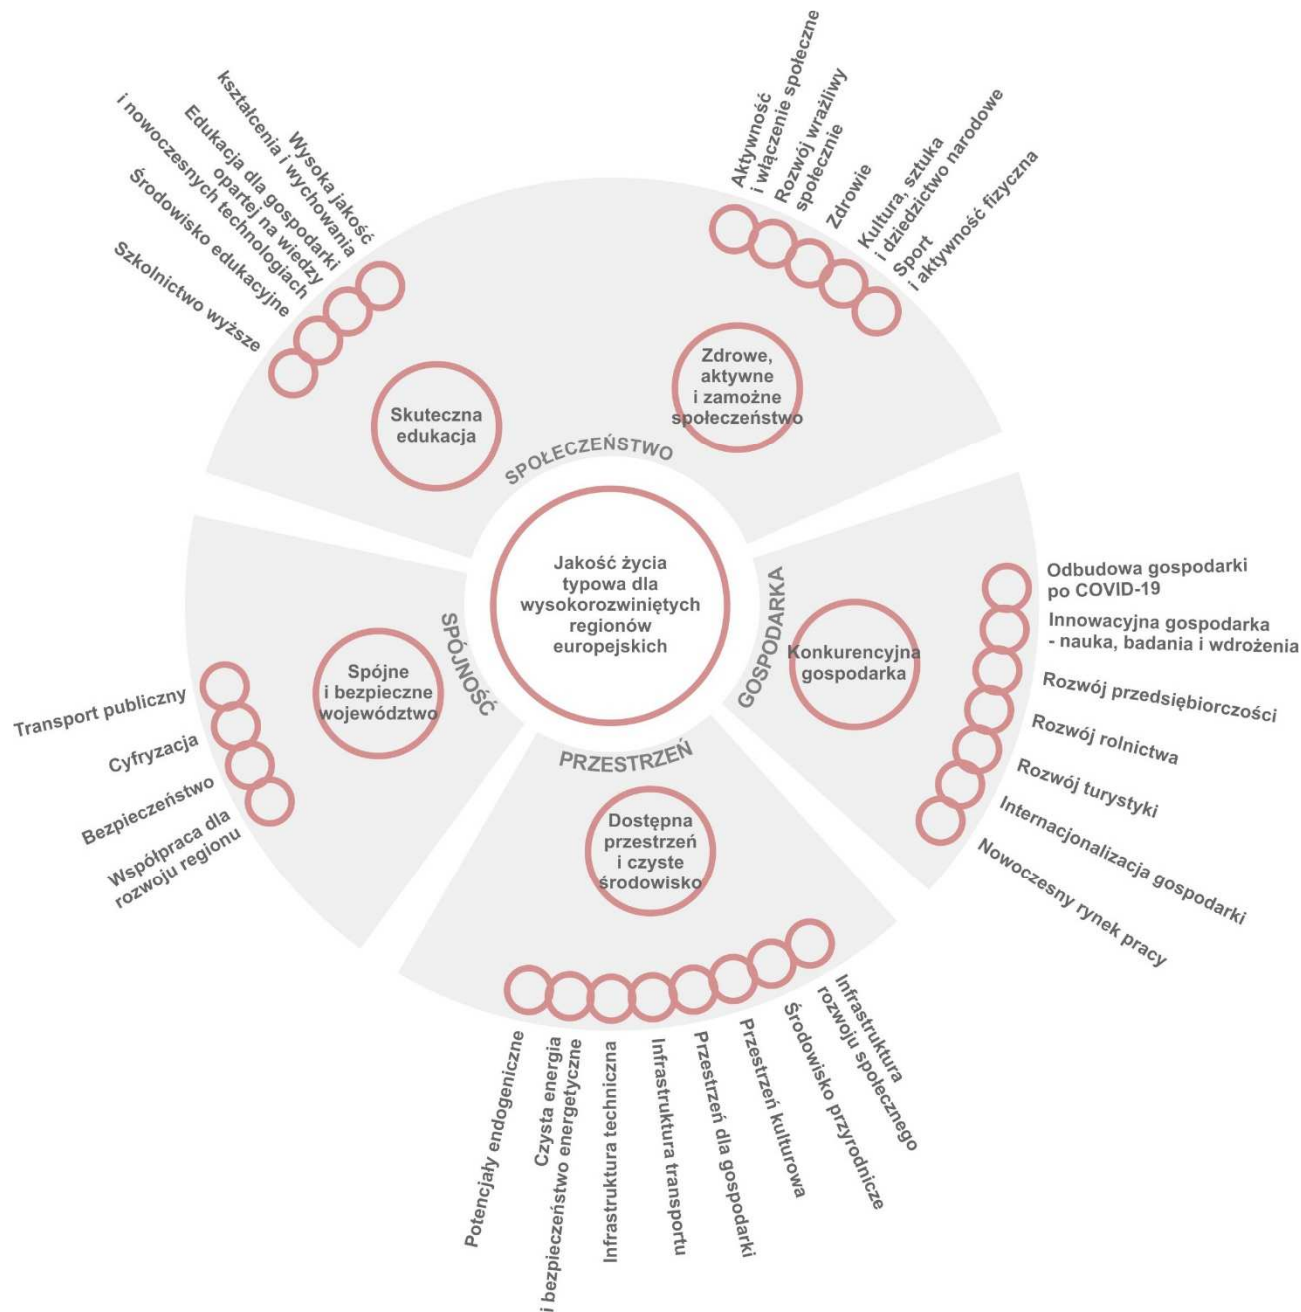 Wysoka jakość
kształcenia i wychowania
Edukacja dla gospodarki
opartej na wiedzy
i nowoczesnych technologiach
Środowisko edukacyjne
Szkolnictwo wyższe
Aktywność
i włączenie społeczne
Rozwój wrażliwy
społecznie
Zdrowie
Kultura, sztuka
i dziedzictwo narodowe
Sport
i aktywność fizyczna
Skuteczna
edukacja
Zdrowe,
aktywne
i zamożne
społeczeństwo
SPOŁECZEŃSTWO
Jakość życia
typowa dla
wysokorozwiniętych
regionów
europejskich
GOSPODARKA
Konkurencyjna
gospodarka
Odbudowa gospodarki
po COVID-19
Innowacyjna gospodarka
- nauka, badania i wdrożenia
Rozwój przedsiębiorczości
Rozwój rolnictwa
Rozwój turystyki
Internacjonalizacja gospodarki
Nowoczesny rynek pracy
SPÓJNOŚĆ
Spójne
i bezpieczne
województwo
Transport publiczny
Cyfryzacja
Bezpieczeństwo
Współpraca dla
rozwoju regionu
PRZESTRZEŃ
Dostępna
przestrzeń
i czyste
środowisko
Potencjały endogeniczne
Czysta energia
i bezpieczeństwo energetyczne
Infrastruktura techniczna
Infrastruktura transportu
Przestrzeń dla gospodarki
Przestrzeń kulturowa
Środowisko przyrodnicze
Infrastruktura
rozwoju społecznego